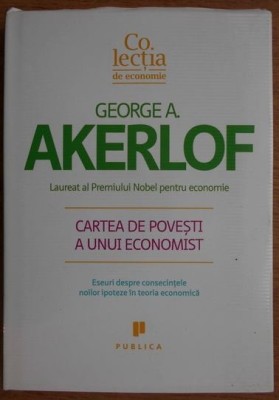 Co.
lecția
de economie
GEORGE A.
AKERLOF
Laureat al Premiului Nobel pentru economie
CARTEA DE POVEȘTI
A UNUI ECONOMIST
Eseuri despre consecințele
noilor ipoteze în teoria economică
PUBLICA